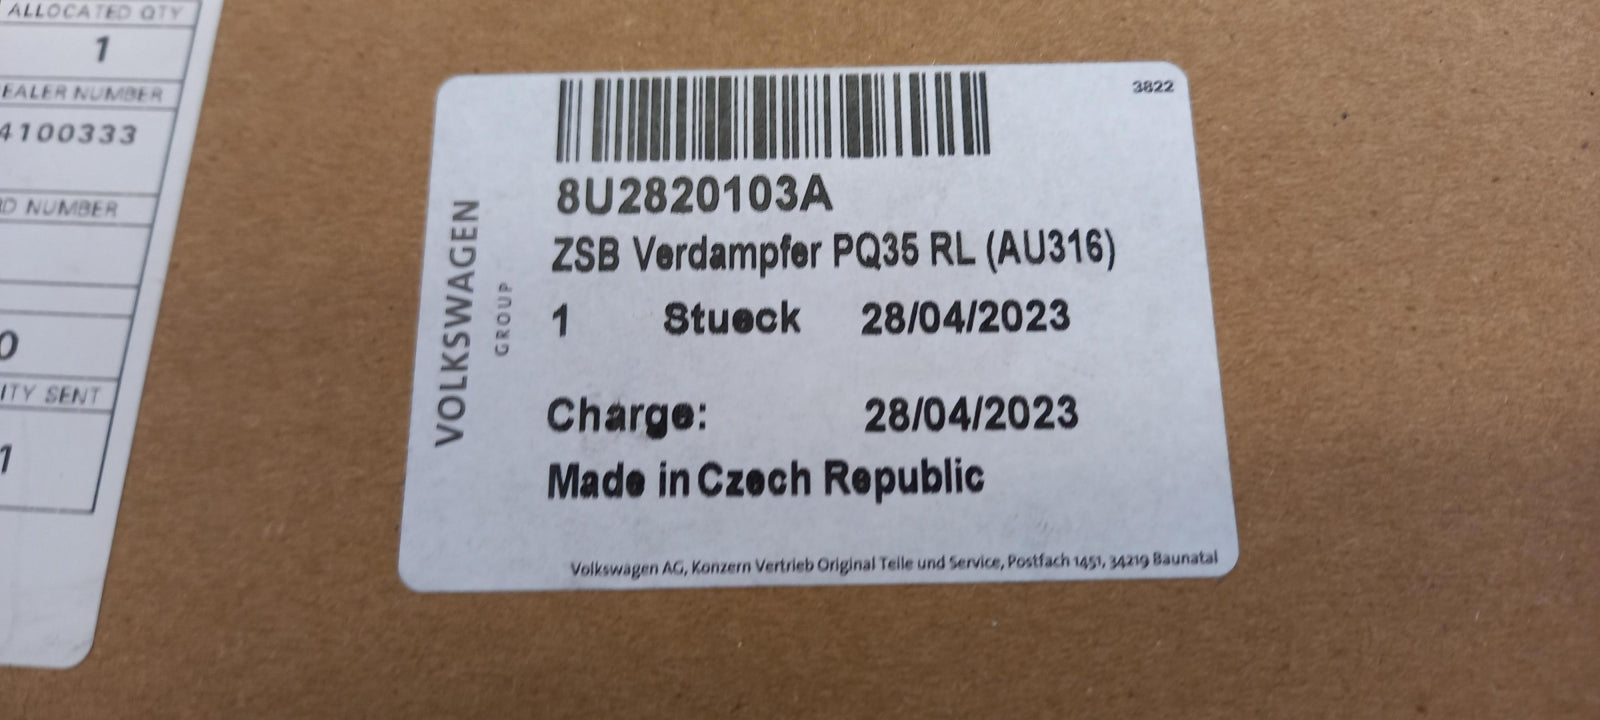 ALLOCATED QTY
1
EALER NUMBER
4100333
D NUMBER
0
ITY SENT
1
3822
VOLKSWAGEN
GROUP
8U2820103A
ZSB Verdampfer PQ35 RL (AU316)
1 Stueck 28/04/2023
Charge: 28/04/2023
Made in Czech Republic
Volkswagen AG, Konzern Vertrieb Original Teile und Service, Postfach 1451, 34219 Baunatal